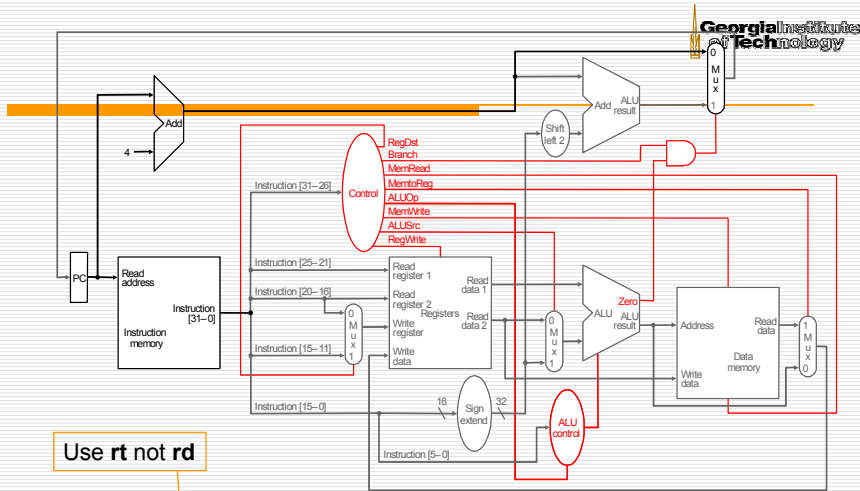 Georgia Institute
of Technology
0
M
u
x
1
Add
ALU
result
Add
4
Shift
left 2
RegDst
Branch
MemRead
MemtoReg
ALUOp
MemWrite
ALUSrc
RegWrite
Control
Instruction [31–26]
PC
Read
address
Instruction
[31–0]
Instruction
memory
Instruction [25–21]
Instruction [20–16]
Instruction [15–11]
0
M
u
x
1
Read
register 1
Read
register 2
Write
register
Write
data
Registers
Read
data 1
Read
data 2
0
M
u
x
1
Zero
ALU
ALU
result
Address
Read
data
Data
memory
Write
data
1
M
u
x
0
Instruction [15–0]
16
Sign
extend
32
ALU
control
Instruction [5–0]
Use rt not rd